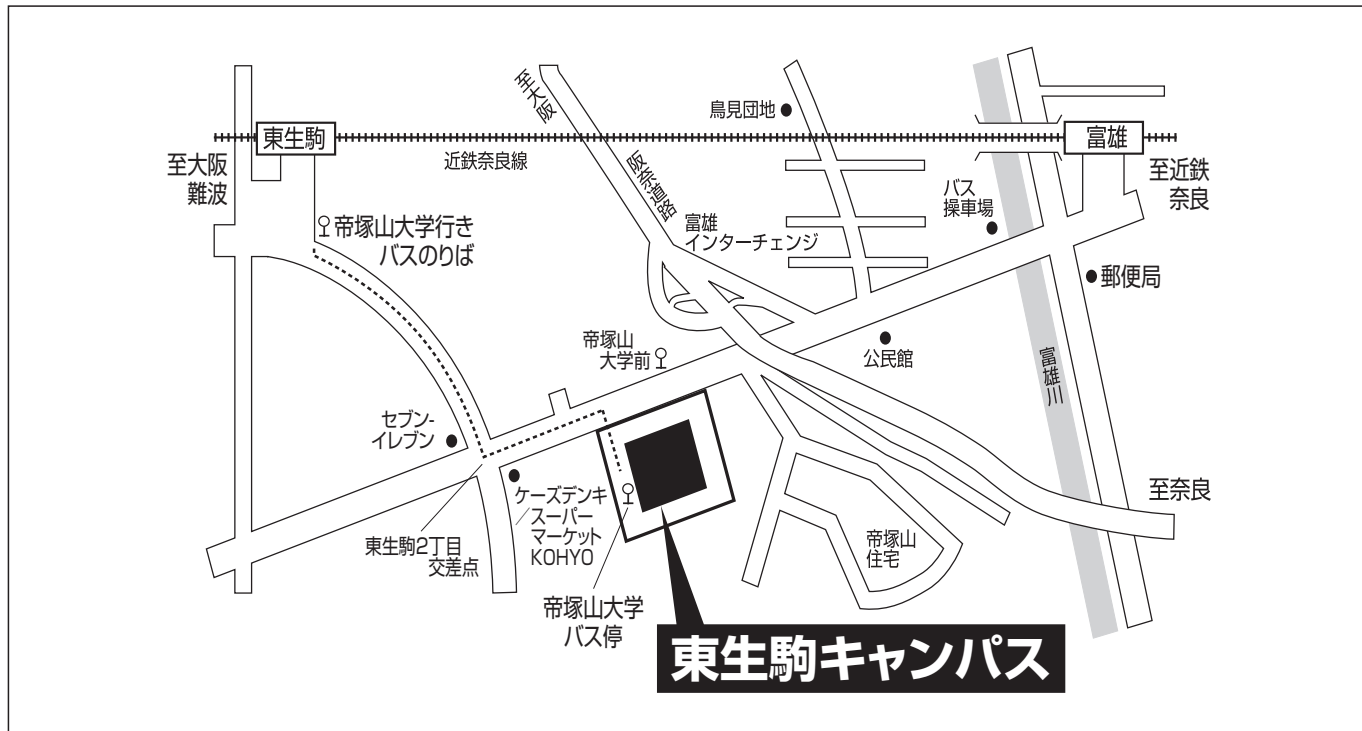 至大阪
鳥見団地
東生駒
近鉄奈良線
富雄
至大阪
難波
阪奈道路
至近鉄
奈良
バス
操車場
帝塚山大学行き
バスのりば
富雄
インターチェンジ
郵便局
帝塚山
大学前
公民館
富雄川
セブン-
イレブン
ケーズデンキ
スーパー
マーケット
KOHYO
東生駒2丁目
交差点
至奈良
帝塚山
住宅
帝塚山大学
バス停
東生駒キャンパス